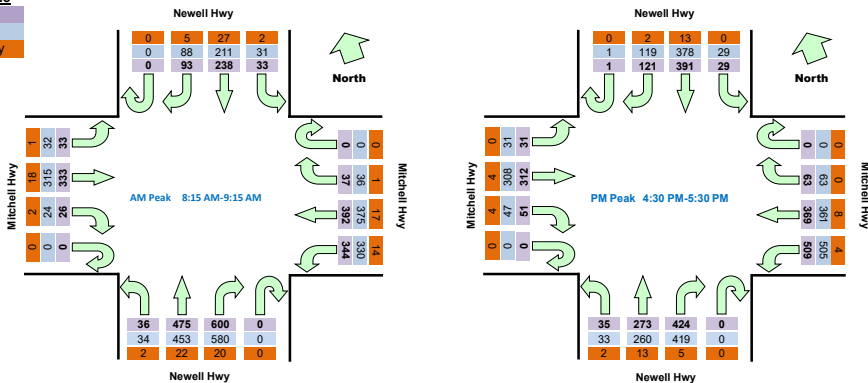 Newell Hwy
0 5 27 2
0 88 211 31
0 93 238 33
North
1 32 33
18 315 333
2 24 26
0 0 0
Mitchell Hwy
AM Peak 8:15 AM-9:15 AM
0 0 0
37 36 1
392 375 17
344 330 14
Mitchell Hwy
36 475 600 0
34 453 580 0
2 22 20 0
Newell Hwy
Newell Hwy
0 2 13 0
1 119 378 29
1 121 391 29
North
0 31 31
4 308 312
4 47 51
0 0 0
Mitchell Hwy
PM Peak 4:30 PM-5:30 PM
0 0 0
63 63 0
369 361 8
509 505 4
Mitchell Hwy
35 273 424 0
33 260 419 0
2 13 5 0
Newell Hwy